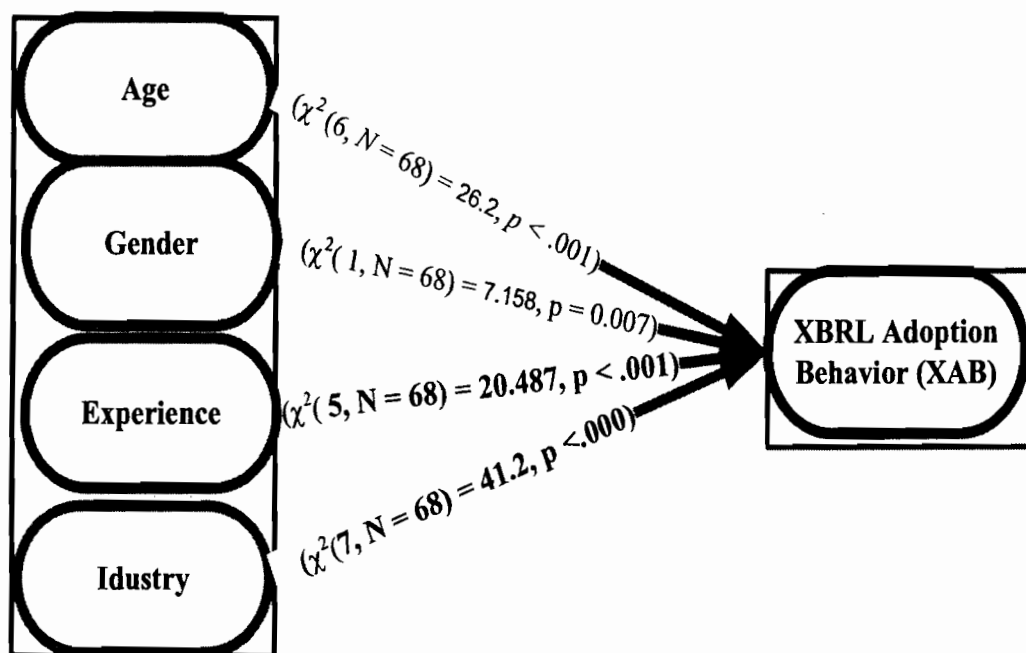 Age
(χ²(6, N = 68) = 26.2, p < .001)
Gender
(χ²( 1, N = 68) = 7.158, p = 0.007)
Experience
(χ²( 5, N = 68) = 20.487, p < .001)
Idustry
(χ²(7, N = 68) = 41.2, p <.000)
XBRL Adoption
Behavior (XAB)